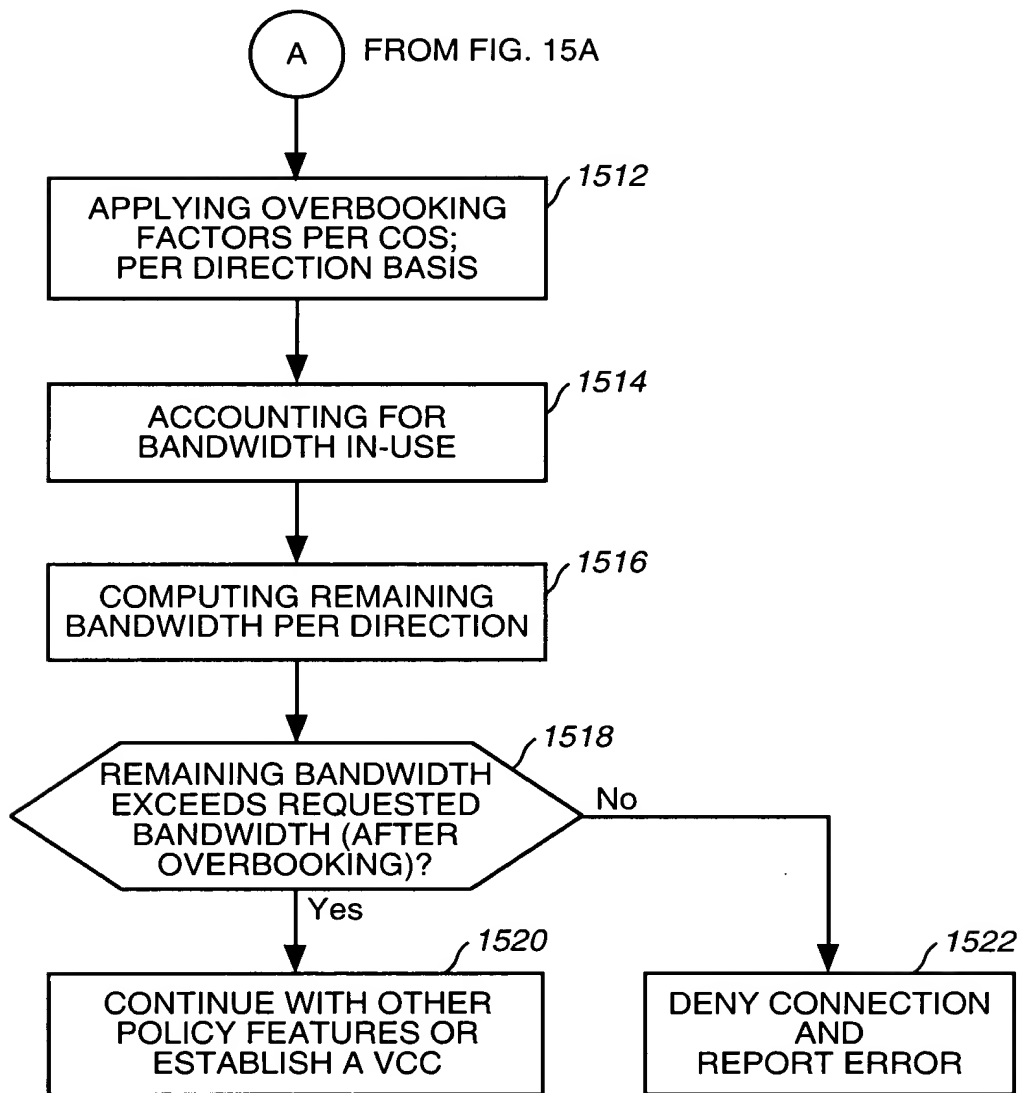 A
FROM FIG. 15A
1512
APPLYING OVERBOOKING
FACTORS PER COS;
PER DIRECTION BASIS
1514
ACCOUNTING FOR
BANDWIDTH IN-USE
1516
COMPUTING REMAINING
BANDWIDTH PER DIRECTION
1518
REMAINING BANDWIDTH
EXCEEDS REQUESTED
BANDWIDTH (AFTER
OVERBOOKING)?
No
Yes
1520
CONTINUE WITH OTHER
POLICY FEATURES OR
ESTABLISH A VCC
1522
DENY CONNECTION
AND
REPORT ERROR